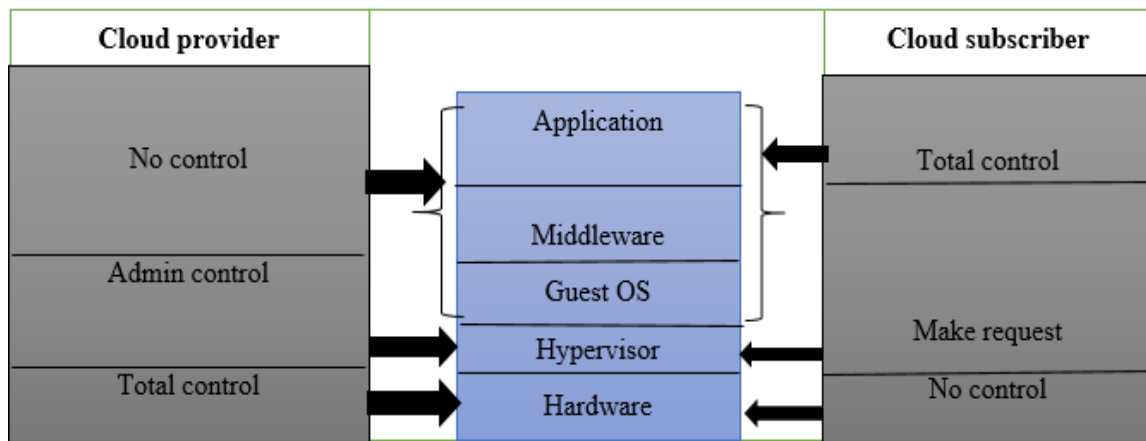 Cloud provider
Cloud subscriber
No control
Admin control
Total control
Application
Middleware
Guest OS
Hypervisor
Hardware
Total control
Make request
No control